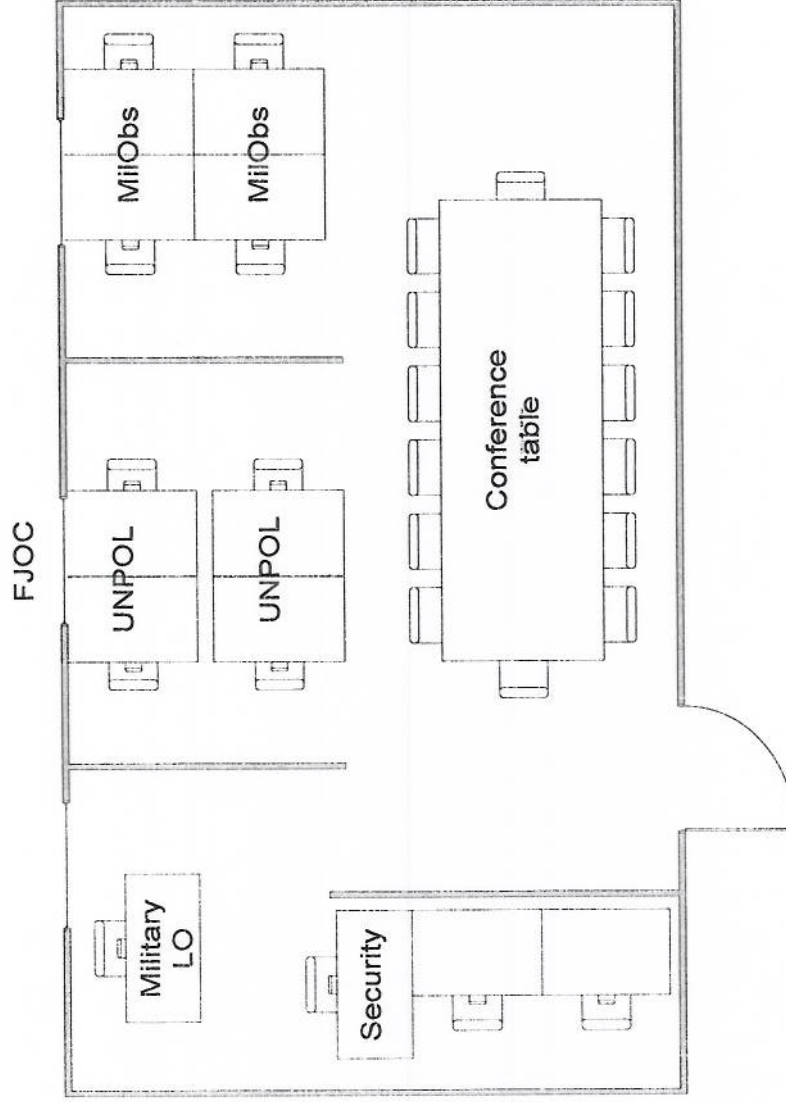 FJOC
Military
LO
UNPOL
MilObs
Security
UNPOL
MilObs
Conference
table